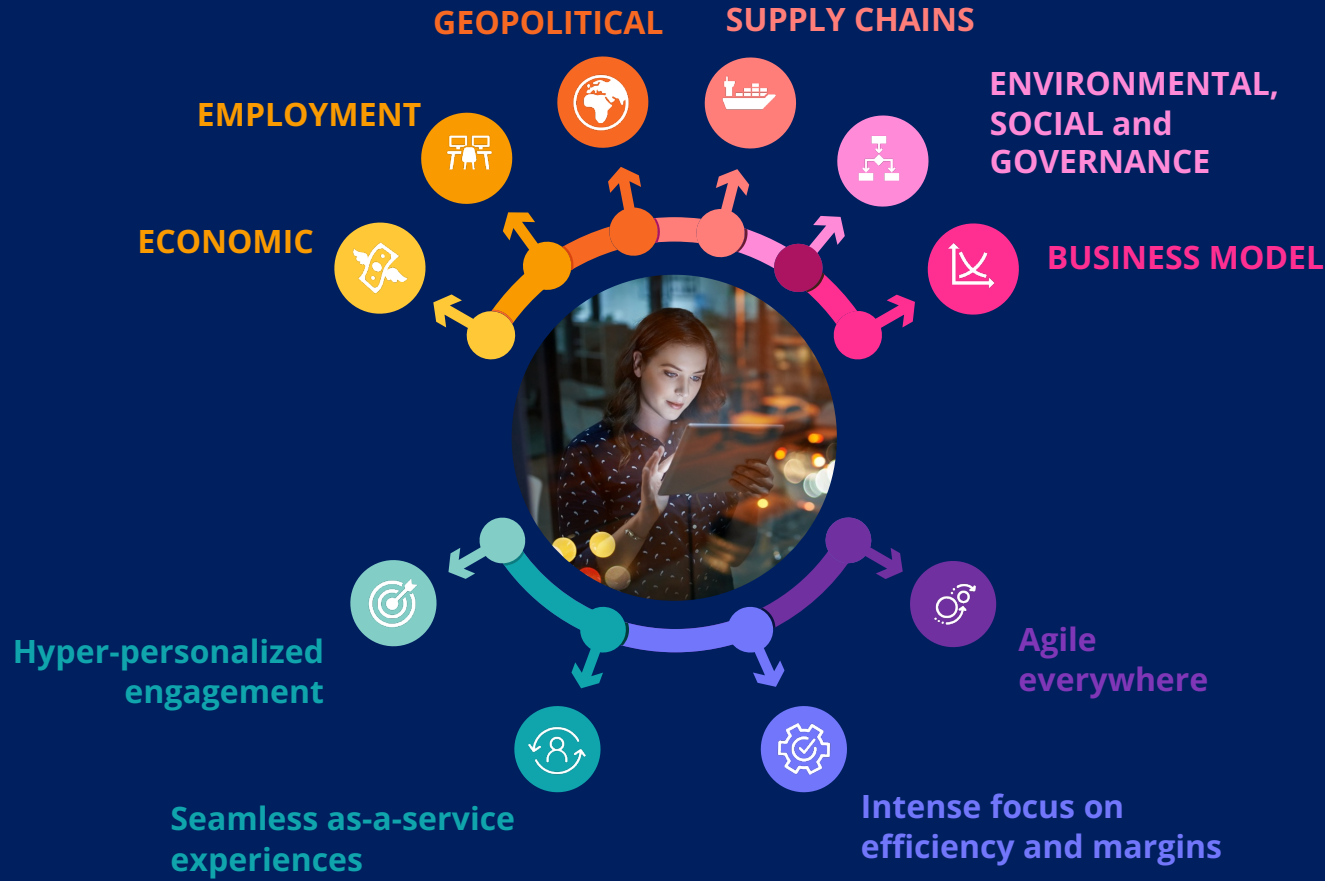 GEOPOLITICAL
SUPPLY CHAINS
EMPLOYMENT
ENVIRONMENTAL,
SOCIAL and
GOVERNANCE
ECONOMIC
BUSINESS MODEL
Hyper-personalized
engagement
Agile
everywhere
Seamless as-a-service
experiences
Intense focus on
efficiency and margins